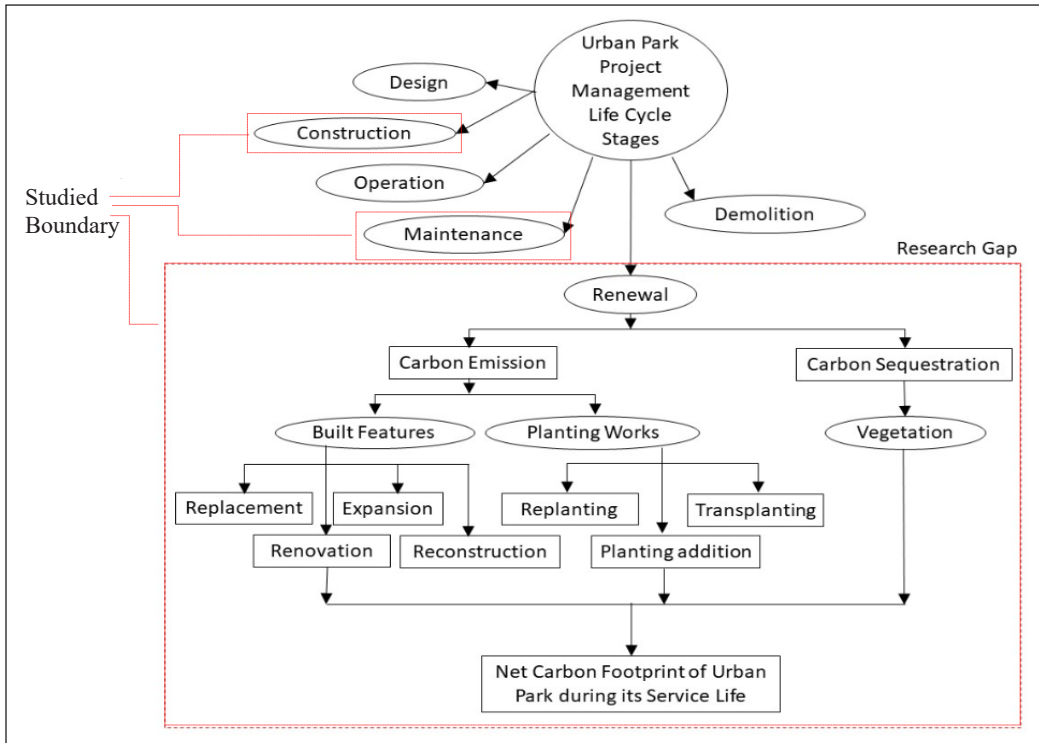 Urban Park
Project
Management
Life Cycle
Stages
Design
Construction
Operation
Studied
Boundary
Maintenance
Demolition
Research Gap
Renewal
Carbon Emission
Carbon Sequestration
Built Features
Planting Works
Vegetation
Replacement
Expansion
Replanting
Transplanting
Renovation
Reconstruction
Planting addition
Net Carbon Footprint of Urban
Park during its Service Life